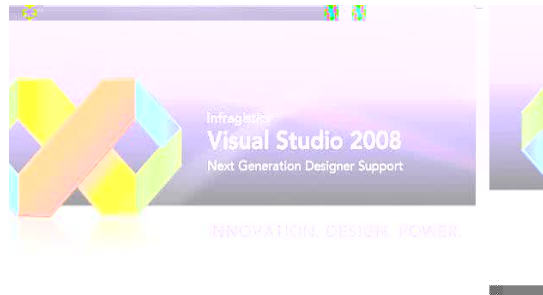 Infragistics
Visual Studio 2008
Next Generation Designer Support
INNOVATION. DESIGN. POWER.